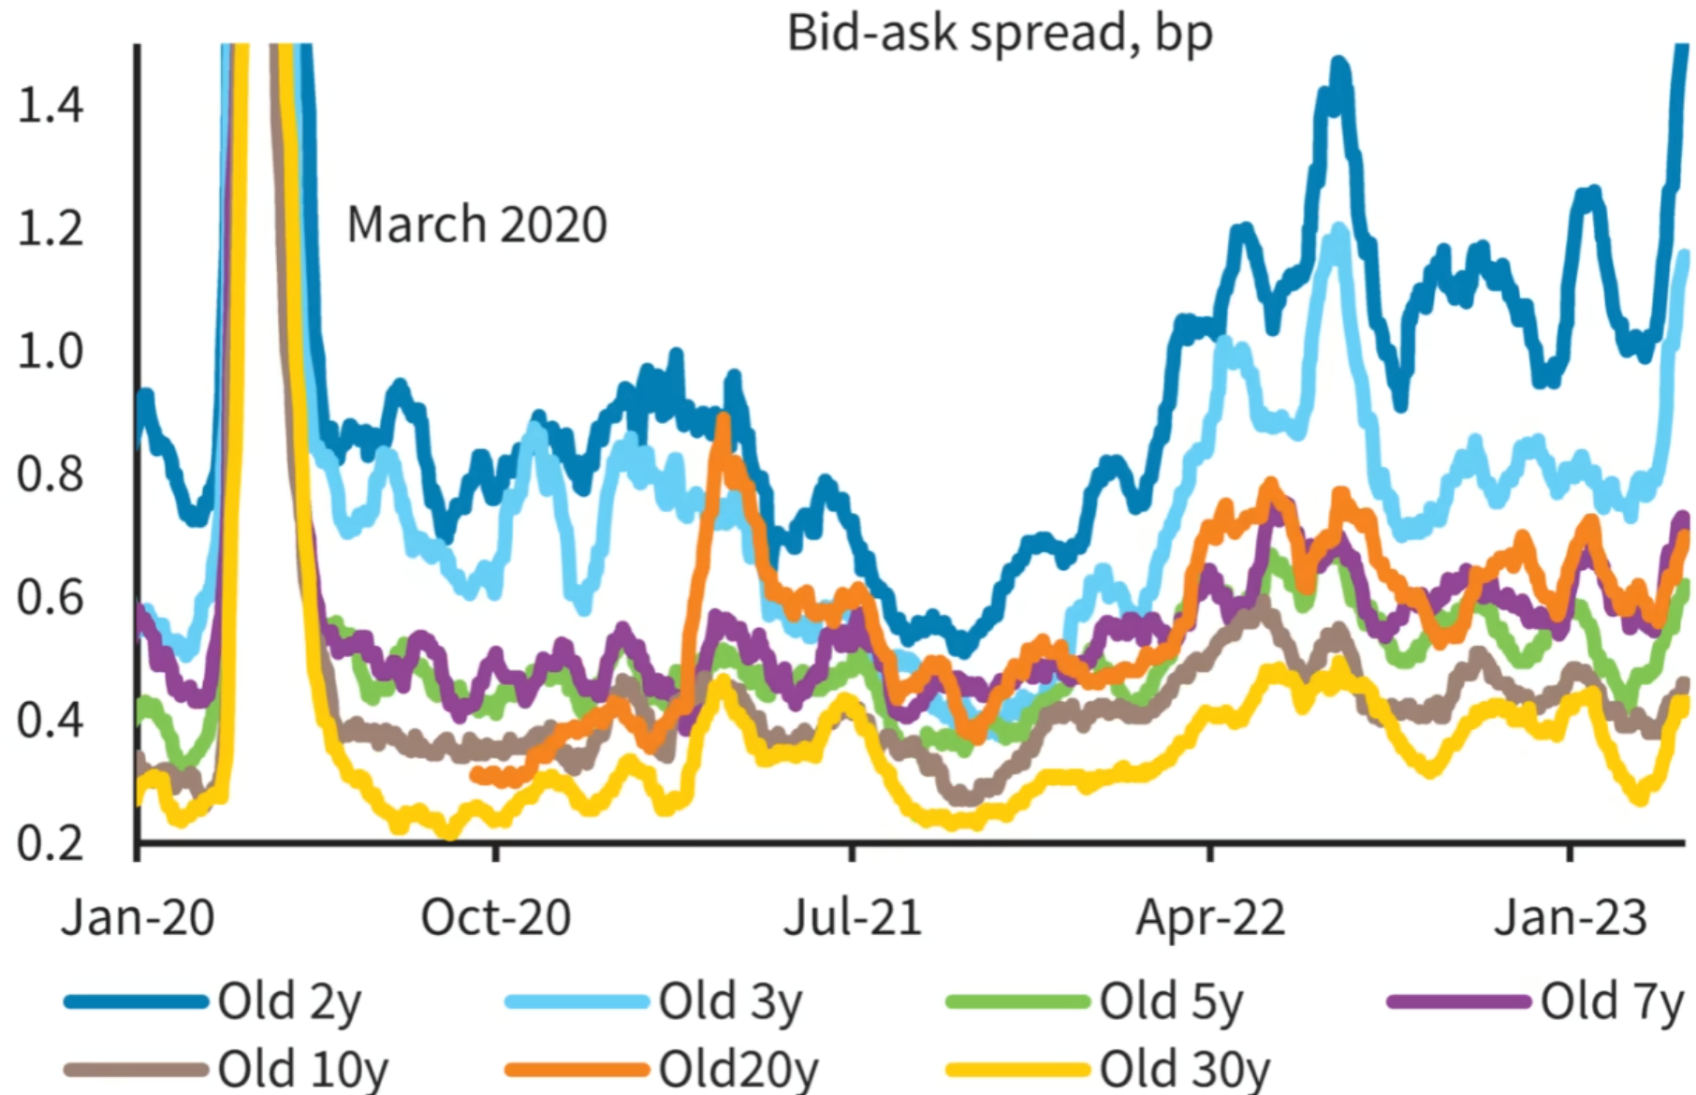 Bid-ask spread, bp
1.4
1.2
1.0
0.8
0.6
0.4
0.2
March 2020
Jan-20 Oct-20 Jul-21 Apr-22 Jan-23
Old 2y Old 3y Old 5y Old 7y
Old 10y Old20y Old 30y